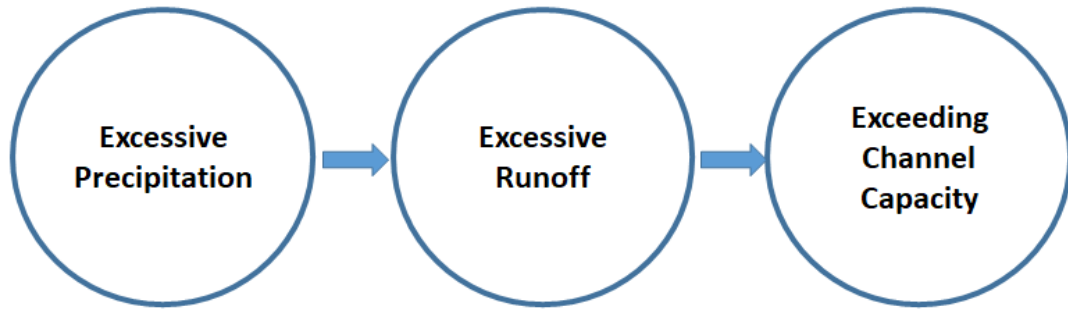 Excessive
Precipitation
Excessive
Runoff
Exceeding
Channel
Capacity